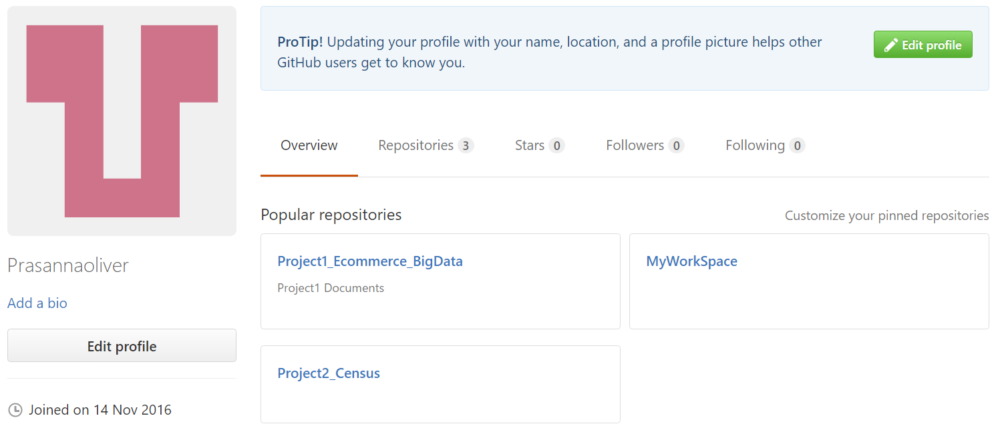 ProTip! Updating your profile with your name, location, and a profile picture helps other
GitHub users get to know you.
Edit profile
Overview
Repositories 3
Stars 0
Followers 0
Following 0
Popular repositories
Customize your pinned repositories
Project1_Ecommerce_BigData
Project1 Documents
MyWorkSpace
Project2_Census
Prasannaoliver
Add a bio
Edit profile
Joined on 14 Nov 2016